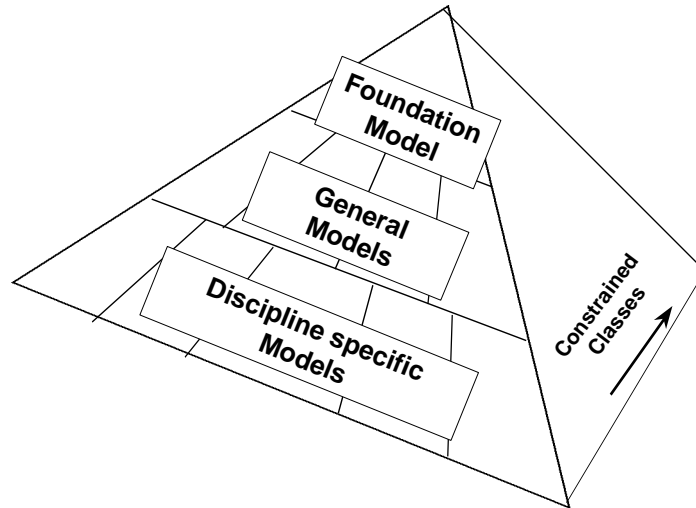 Foundation
Model
General
Models
Discipline specific
Models
Constrained
Classes